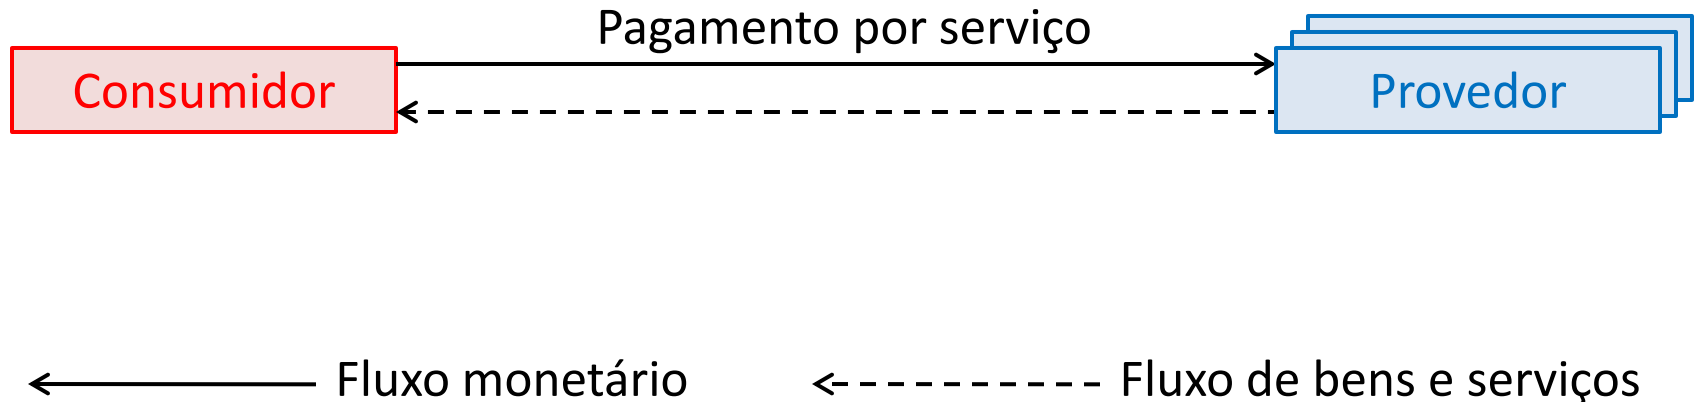 Pagamento por serviço
Consumidor
Provedor
Fluxo monetário
Fluxo de bens e serviços